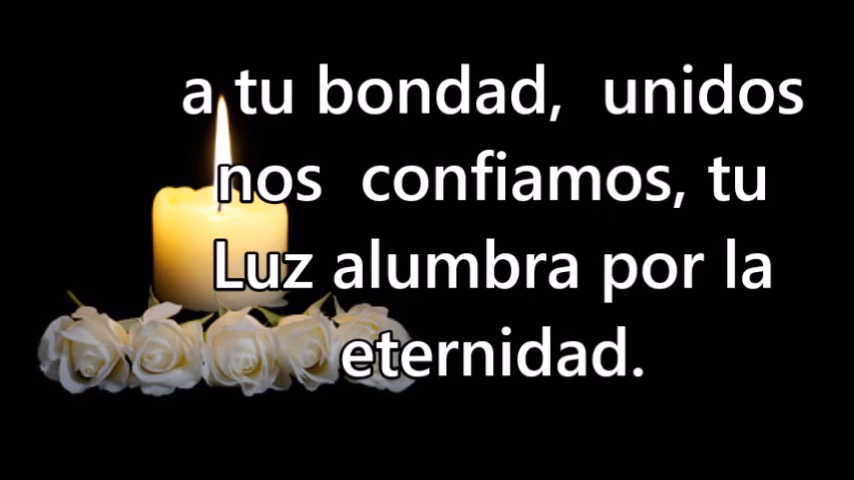 a tu bondad, unidos
nos confiamos, tu
Luz alumbra por la
eternidad.